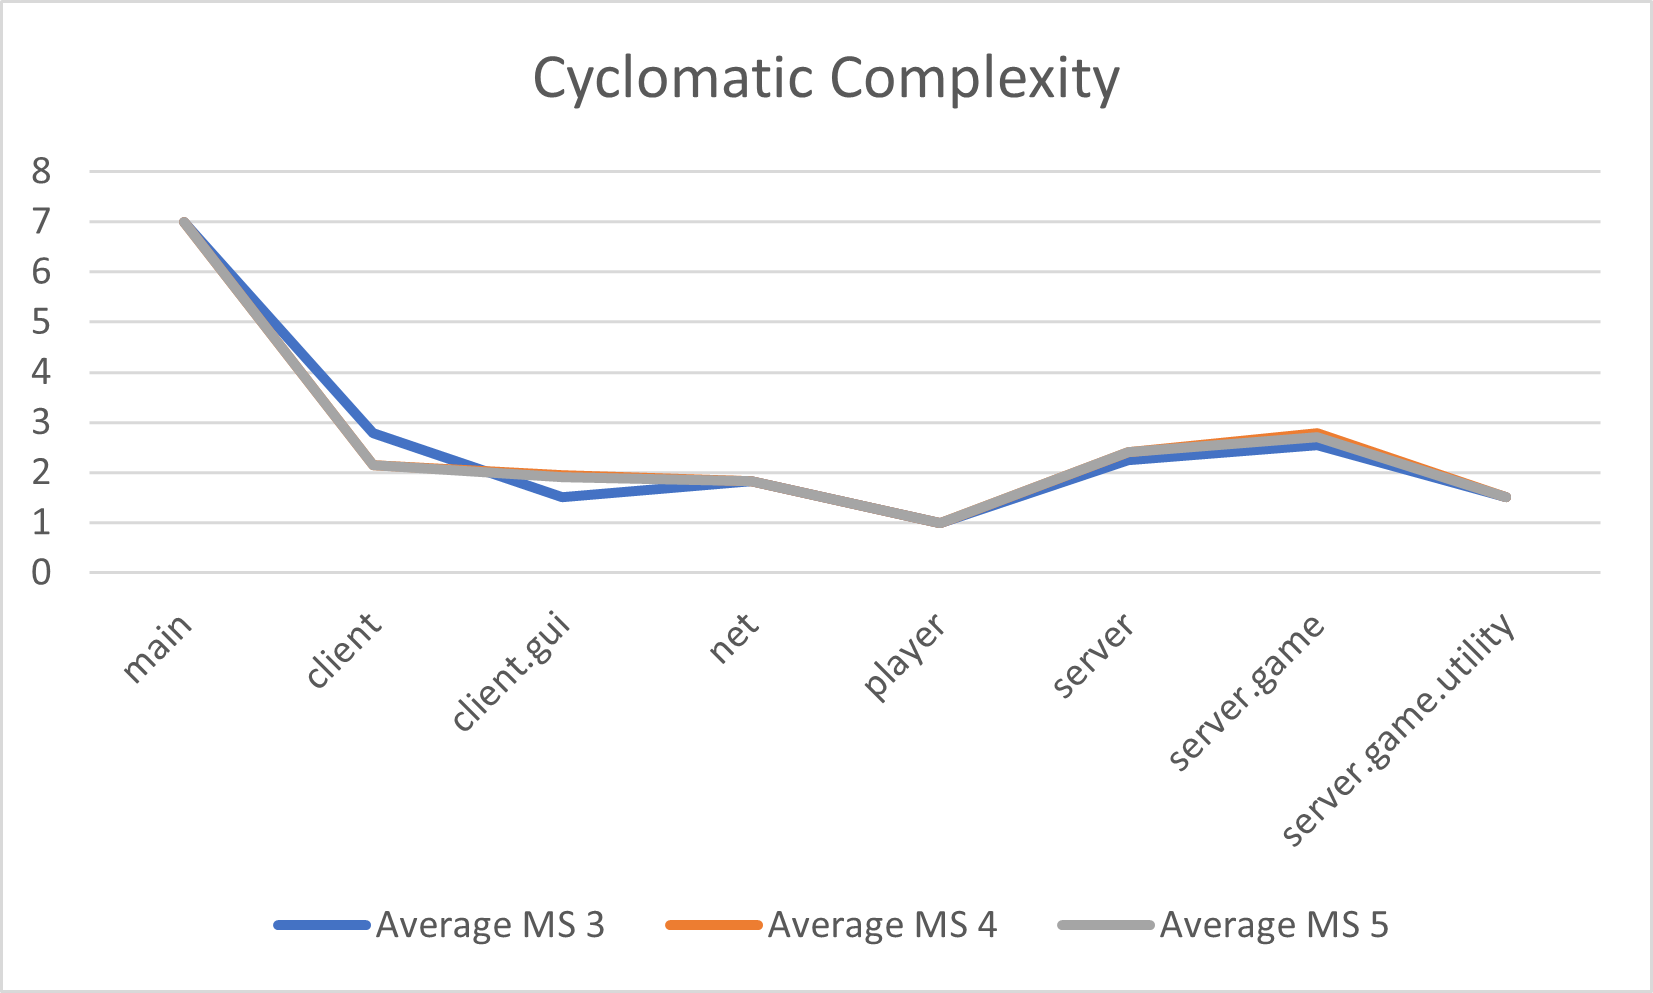 Cyclomatic Complexity
8
7
6
5
4
3
2
1
0
main
client
client.gui
net
player
server
server.game
server.game.utility
Average MS 3
Average MS 4
Average MS 5